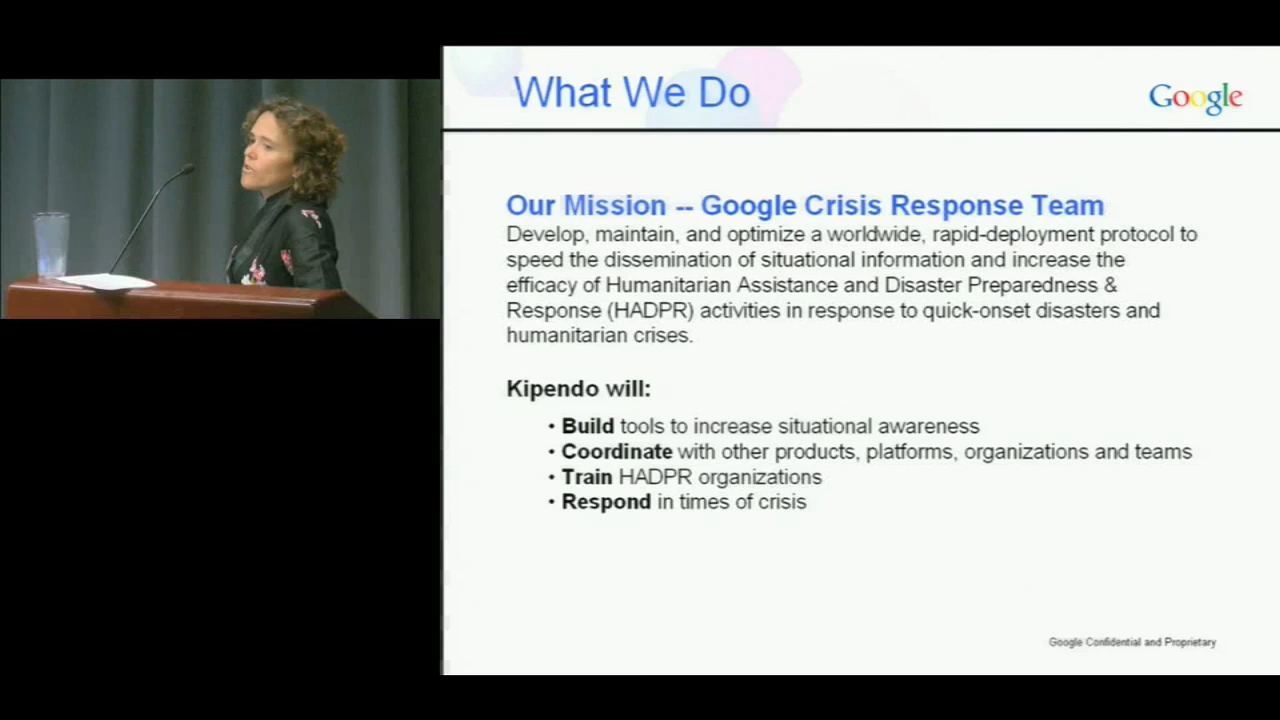 What We Do
Google
Our Mission -- Google Crisis Response Team
Develop, maintain, and optimize a worldwide, rapid-deployment protocol to
speed the dissemination of situational information and increase the
efficacy of Humanitarian Assistance and Disaster Preparedness &
Response (HADPR) activities in response to quick-onset disasters and
humanitarian crises.
Kipendo will:
• Build tools to increase situational awareness
• Coordinate with other products, platforms, organizations and teams
• Train HADPR organizations
• Respond in times of crisis
Google Confidential and Proprietary